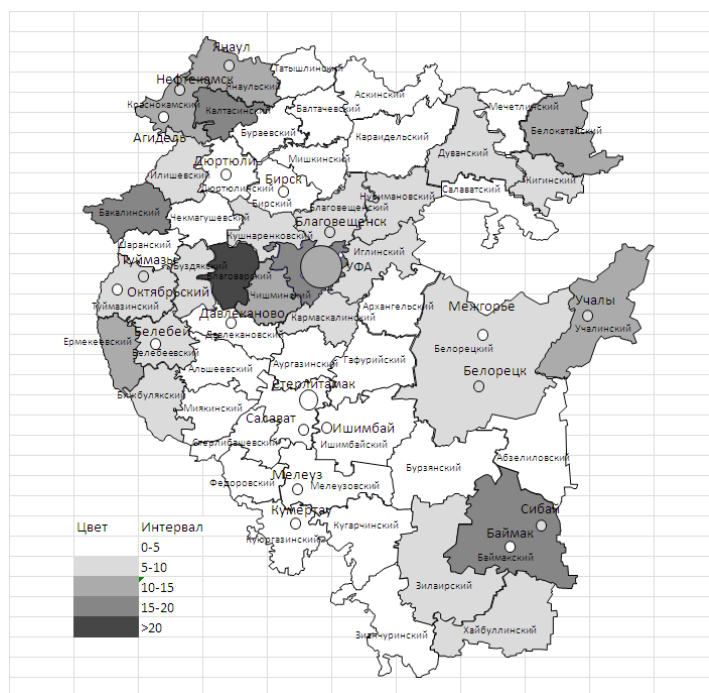 Янаул
Татышлинский
Нефтекамск
Янаульский
Аскинский
Краснокамский
Калтасинский
Балтачевский
Мечетлинский
Агидель
Бураевский
Караидельский
Белокатайский
Дюртюли
Мишкинский
Дуванский
Илишевский
Бирск
Кигинский
Дюртюлинский
Нуримановский
Салаватский
Бирский
Бакалинский
Чекмагушевский
Благовещенский
Благовещенск
Кушнаренковский
Шаранский
Иглинский
Туймазы
Буздякский
УФА
Благоварский
Чишминский
Октябрьский
Туймазинский
Давлеканово
Кармаскалинский
Архангельский
Межгорье
Учалы
Учалинский
Белебей
Давлекановский
Ермекеевский
Белебеевский
Белорецкий
Альшеевский
Аургазинский
Гафурийский
Белорецк
Бижбулякский
Стерлитамак
Миякинский
Салават
Ишимбай
Стерлибашевский
Ишимбайский
Абзелиловский
Бурзянский
Мелеуз
Федоровский
Мелеузовский
Кумертау
Сибай
Кугарчинский
Баймак
Куюргазинский
Баймакский
Зилаирский
Зианчуринский
Хайбуллинский
Цвет Интервал
0-5
5-10
10-15
15-20
>20